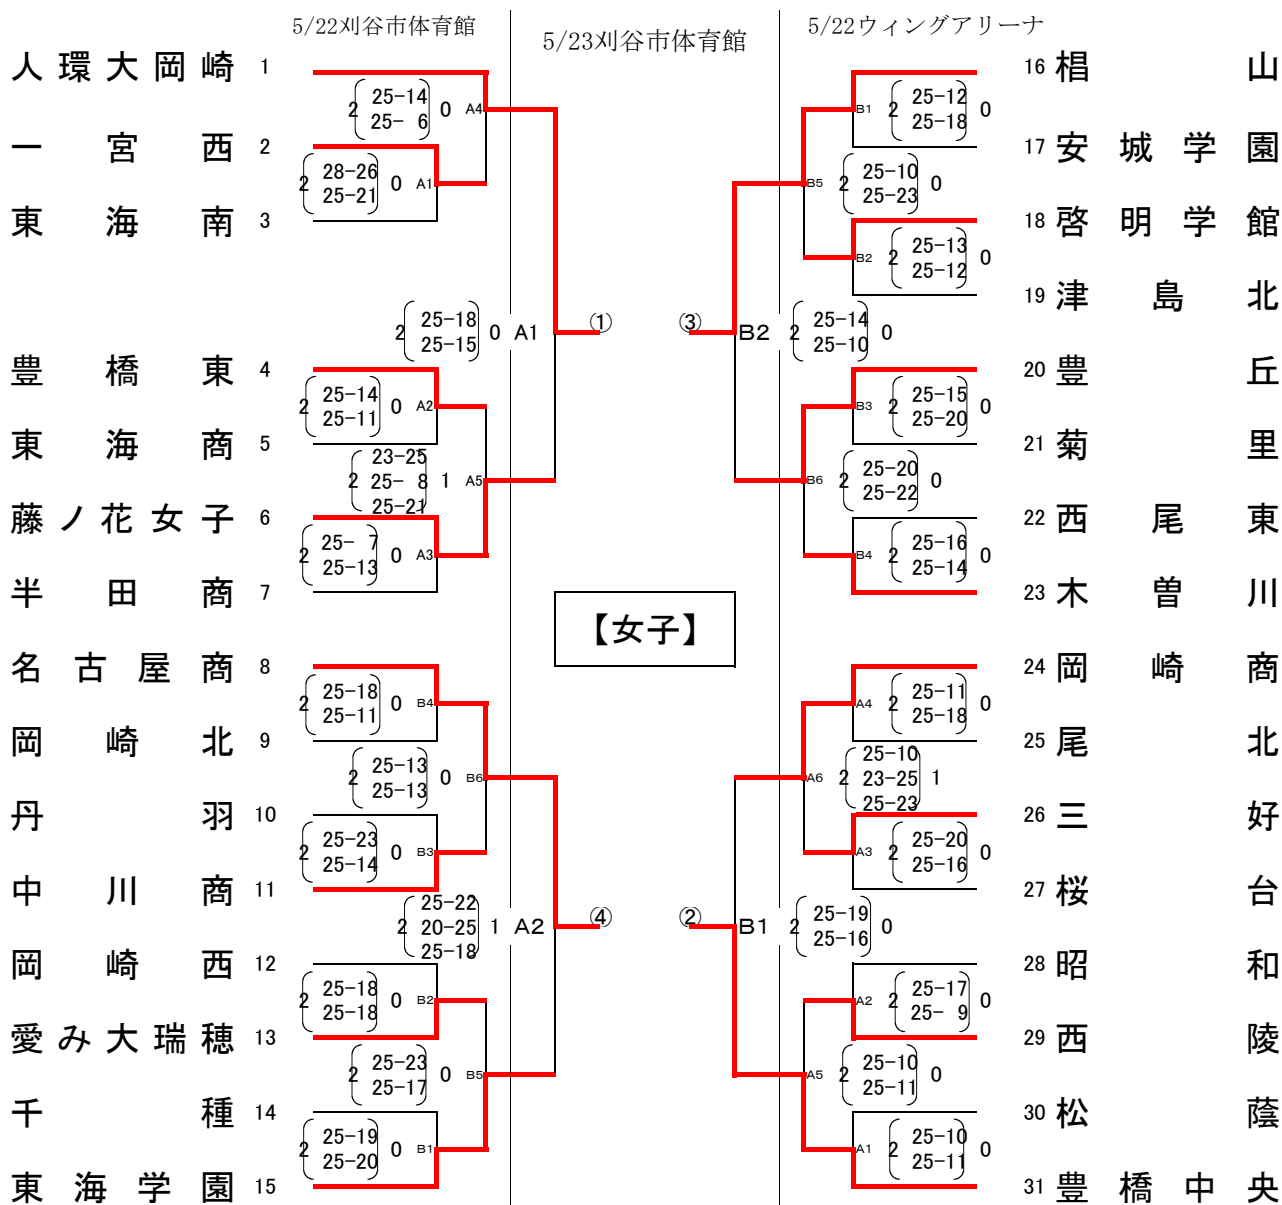 5/22刈谷市体育館
5/23刈谷市体育館
5/22ウィングアリーナ
人環大岡崎 1
25-14
2 0 A4
25- 6
一宮西 2
28-26
2 0 A1
25-21
東海南 3
25-18
2 0 A1
25-15
①
豊橋東 4
25-14
2 0 A2
25-11
東海商 5
23-25
2 25- 8 1 A5
25-21
藤ノ花女子 6
25- 7
2 0 A3
25-13
半田商 7
名古屋商 8
25-18
2 0 B4
25-11
岡崎北 9
25-13
2 0 B6
25-13
丹羽 10
25-23
2 0 B3
25-14
中川商 11
25-22
2 20-25 1 A2
25-18
④
岡崎西 12
25-18
2 0 B2
25-18
愛み大瑞穂 13
25-23
2 0 B5
25-17
千種 14
25-19
2 0 B1
25-20
東海学園 15
【女子】
16 椙山
25-12
B1 2 0
25-18
17 安城学園
25-10
B5 2 0
25-23
18 啓明学館
25-13
B2 2 0
25-12
19 津島北
③
25-14
B2 2 0
25-10
20 豊丘
25-15
B3 2 0
25-20
21 菊里
25-20
B6 2 0
25-22
22 西尾東
25-16
B4 2 0
25-14
23 木曽川
24 岡崎商
25-11
A4 2 0
25-18
25 尾北
25-10
A6 2 23-25 1
25-23
26 三好
25-20
A3 2 0
25-16
27 桜台
②
25-19
B1 2 0
25-16
28 昭和
25-17
A2 2 0
25- 9
29 西陵
25-10
A5 2 0
25-11
30 松蔭
25-10
A1 2 0
25-11
31 豊橋中央